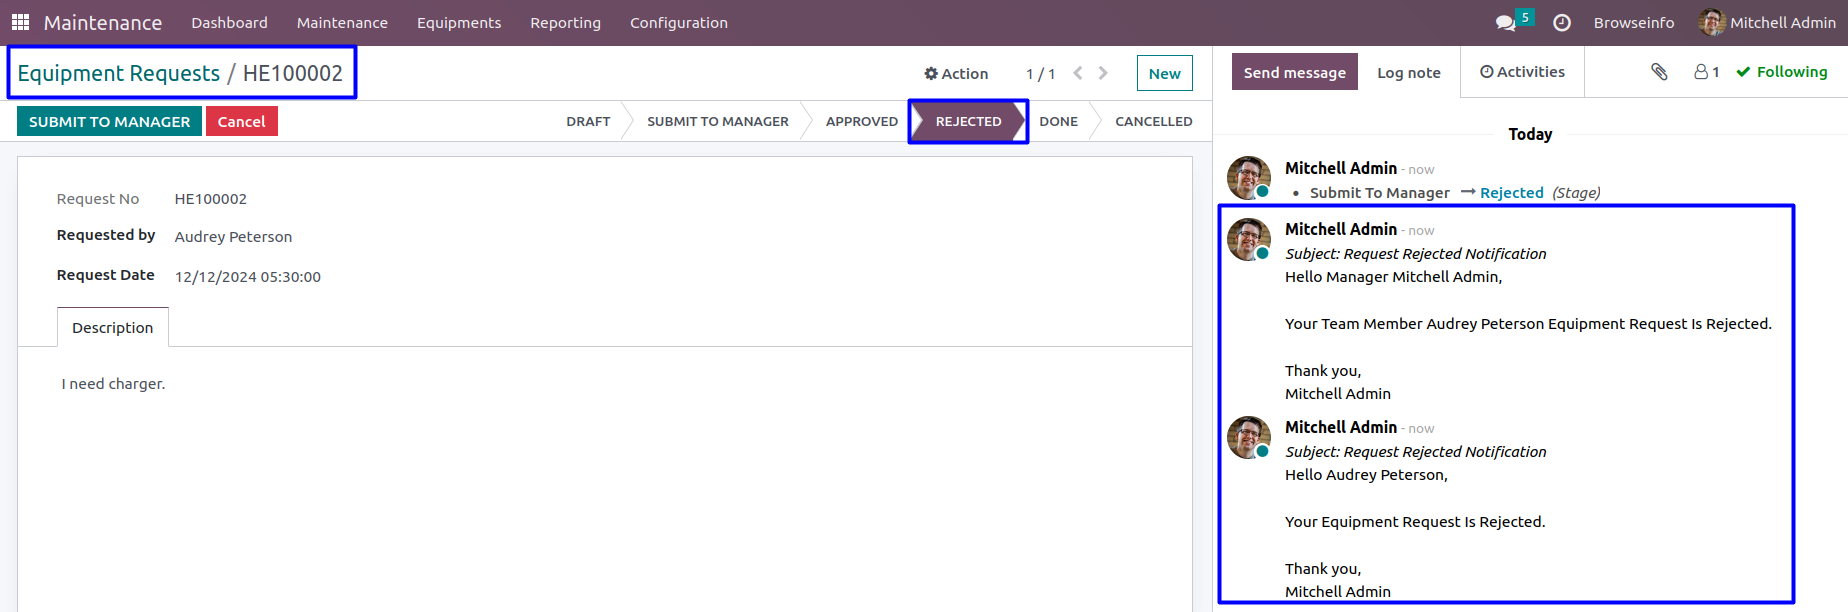 Maintenance Dashboard Maintenance Equipments Reporting Configuration 5 Browseinfo Mitchell Admin
Equipment Requests / HE100002 Action 1 / 1 New
Send message Log note Activities 1 Following
SUBMIT TO MANAGER Cancel DRAFT SUBMIT TO MANAGER APPROVED REJECTED DONE CANCELLED
Request No HE100002
Requested by Audrey Peterson
Request Date 12/12/2024 05:30:00
Description
I need charger.
Today
Mitchell Admin - now
• Submit To Manager → Rejected (Stage)
Mitchell Admin - now
Subject: Request Rejected Notification
Hello Manager Mitchell Admin,
Your Team Member Audrey Peterson Equipment Request Is Rejected.
Thank you,
Mitchell Admin
Mitchell Admin - now
Subject: Request Rejected Notification
Hello Audrey Peterson,
Your Equipment Request Is Rejected.
Thank you,
Mitchell Admin